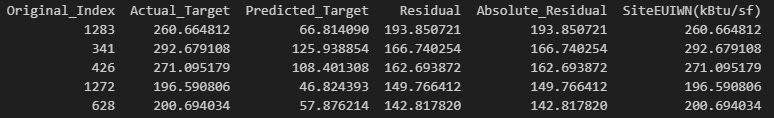 Original_Index Actual_Target Predicted_Target Residual Absolute_Residual SiteEUIWN(kBtu/sf)
1283 260.664812 66.814090 193.850721 193.850721 260.664812
341 292.679108 125.938854 166.740254 166.740254 292.679108
426 271.095179 108.401308 162.693872 162.693872 271.095179
1272 196.590806 46.824393 149.766412 149.766412 196.590806
628 200.694034 57.876214 142.817820 142.817820 200.694034